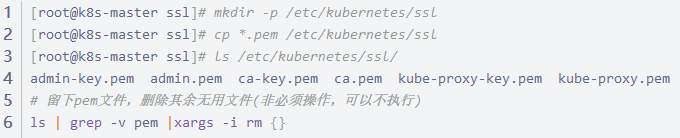 1 [root@k8s-master ssl]# mkdir -p /etc/kubernetes/ssl
2 [root@k8s-master ssl]# cp *.pem /etc/kubernetes/ssl
3 [root@k8s-master ssl]# ls /etc/kubernetes/ssl/
4 admin-key.pem  admin.pem  ca-key.pem  ca.pem  kube-proxy-key.pem  kube-proxy.pem
5 # 留下pem文件，删除其余无用文件(非必须操作，可以不执行)
6 ls | grep -v pem |xargs -i rm {}